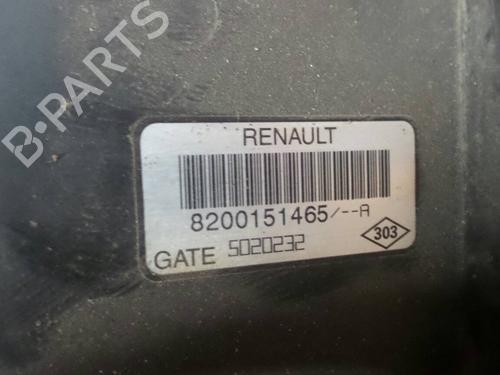 B-PARTS
RENAULT
8200151465/--A
303
GATE 5020232